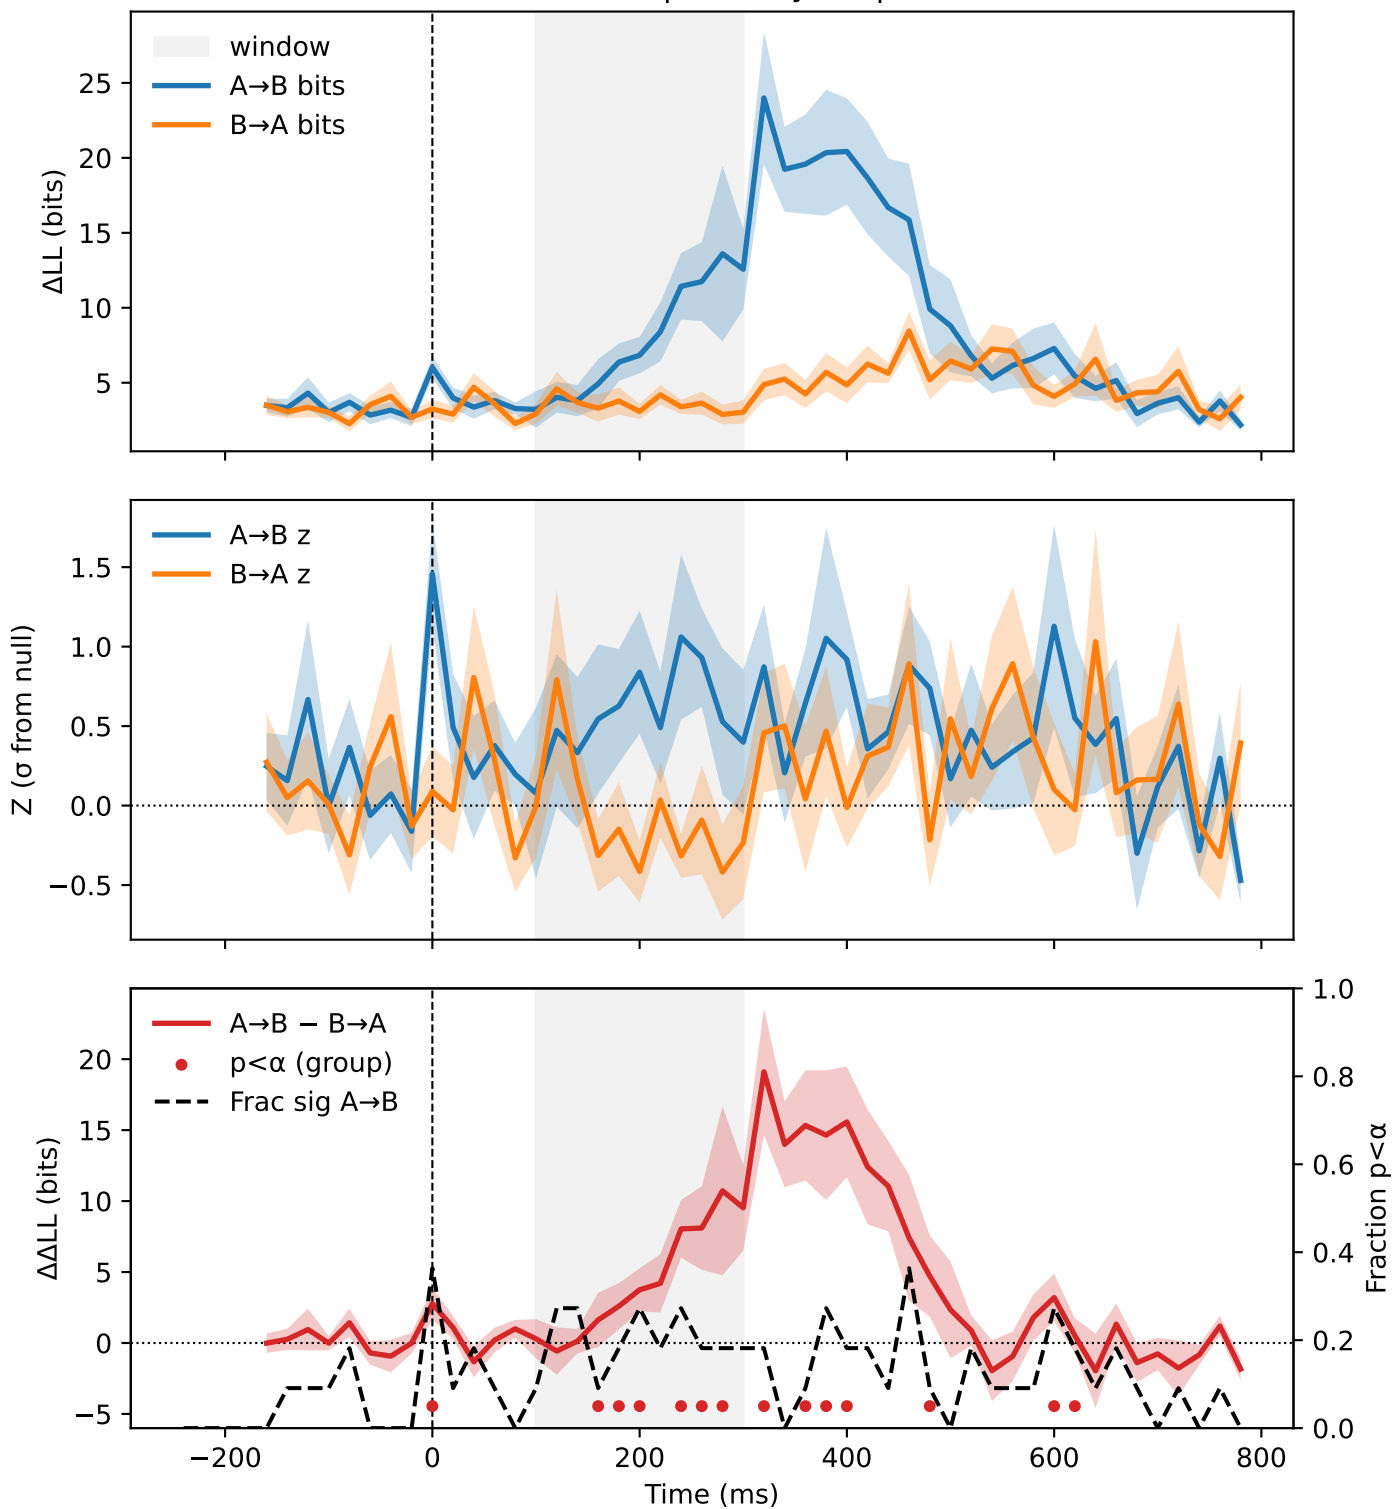 window
A→B bits
B→A bits
ΔLL (bits)
25
20
15
10
5
A→B z
B→A z
Z (σ from null)
1.5
1.0
0.5
0.0
−0.5
A→B − B→A
p<α (group)
Frac sig A→B
ΔΔLL (bits)
20
15
10
5
0
−5
1.0
0.8
0.6
0.4
0.2
0.0
Fraction p<α
−200 0 200 400 600 800
Time (ms)